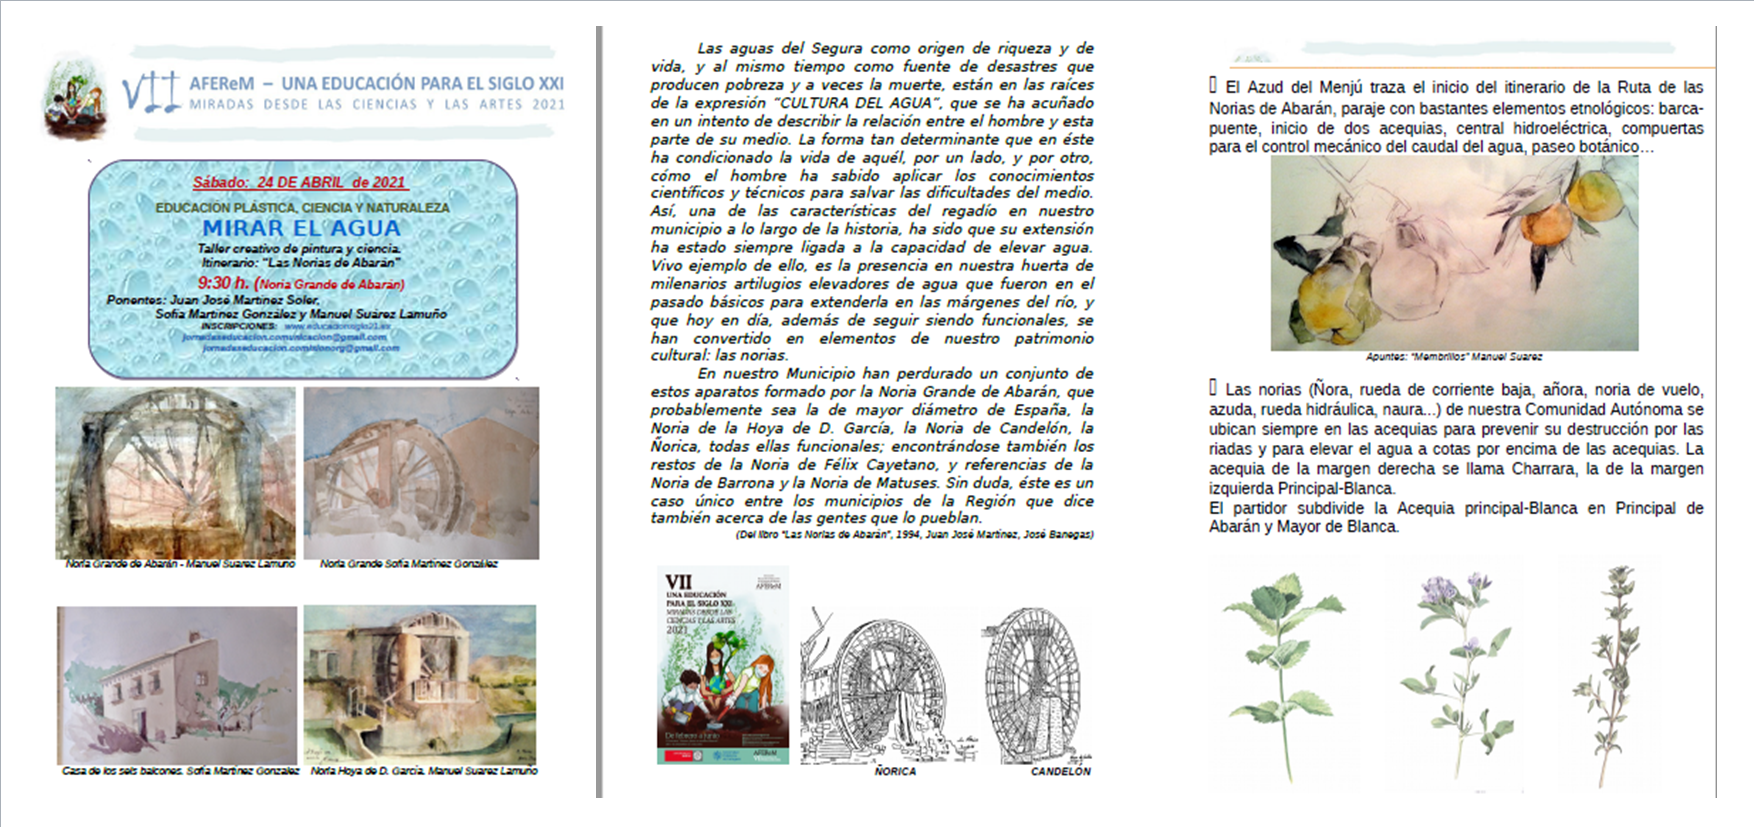 VII AFEReM – UNA EDUCACIÓN PARA EL SIGLO XXI
MIRADAS DESDE LAS CIENCIAS Y LAS ARTES 2021
Sábado: 24 DE ABRIL de 2021
EDUCACIÓN PLÁSTICA, CIENCIA Y NATURALEZA
MIRAR EL AGUA
Taller creativo de pintura y ciencia.
Itinerario: "Las Norias de Abarán"
9:30 h. (Noria Grande de Abarán)
Ponentes: Juan José Martínez Soler,
Sofía Martínez González y Manuel Suárez Lamuño
INSCRIPCIONES: www.educacionsiglo21.es
jornadaseducacion.comunicacion@gmail.com
Noria Grande de Abarán - Manuel Suarez Lamuño
Noria Grande Sofía Martínez González
Casa de los seis balcones. Sofía Martínez González
Noria Hoya de D. García. Manuel Suarez Lamuño
Las aguas del Segura como origen de riqueza y de
vida, y al mismo tiempo como fuente de desastres que
producen pobreza y a veces la muerte, están en las raíces
de la expresión "CULTURA DEL AGUA", que se ha acuñado
en un intento de describir la relación entre el hombre y esta
parte de su medio. La forma tan determinante que en éste
ha condicionado la vida de aquél, por un lado, y por otro,
cómo el hombre ha sabido aplicar los conocimientos
científicos y técnicos para salvar las dificultades del medio.
Así, una de las características del regadío en nuestro
municipio a lo largo de la historia, ha sido que su extensión
ha estado siempre ligada a la capacidad de elevar agua.
Vivo ejemplo de ello, es la presencia en nuestra huerta de
milenarios artilugios elevadores de agua que fueron en el
pasado básicos para extenderla en las márgenes del río, y
que hoy en día, además de seguir siendo funcionales, se
han convertido en elementos de nuestro patrimonio
cultural: las norias.
En nuestro Municipio han perdurado un conjunto de
estos aparatos formado por la Noria Grande de Abarán, que
probablemente sea la de mayor diámetro de España, la
Noria de la Hoya de D. García, la Noria de Candelón, la
Ñorica, todas ellas funcionales; encontrándose también los
restos de la Noria de Félix Cayetano, y referencias de la
Noria de Barrona y la Noria de Matuses. Sin duda, éste es un
caso único entre los municipios de la Región que dice
también acerca de las gentes que lo pueblan.
(Del libro "Las Norias de Abarán", 1994, Juan José Martínez, José Banegas)
VII
UNA EDUCACIÓN
PARA EL SIGLO XXI
MIRADAS DESDE LAS
CIENCIAS Y LAS ARTES
2021
AFEReM
De febrero a junio
AFEReM
ÑORICA
CANDELON
El Azud del Menjú traza el inicio del itinerario de la Ruta de las
Norias de Abarán, paraje con bastantes elementos etnológicos: barca-
puente, inicio de dos acequias, central hidroeléctrica, compuertas
para el control mecánico del caudal del agua, paseo botánico…
Apuntes: "Membrillos" Manuel Suarez
Las norias (Ñora, rueda de corriente baja, añora, noria de vuelo,
azuda, rueda hidráulica, naura...) de nuestra Comunidad Autónoma se
ubican siempre en las acequias para prevenir su destrucción por las
riadas y para elevar el agua a cotas por encima de las acequias. La
acequia de la margen derecha se llama Charrara, la de la margen
izquierda Principal-Blanca.
El partidor subdivide la Acequia principal-Blanca en Principal de
Abarán y Mayor de Blanca.